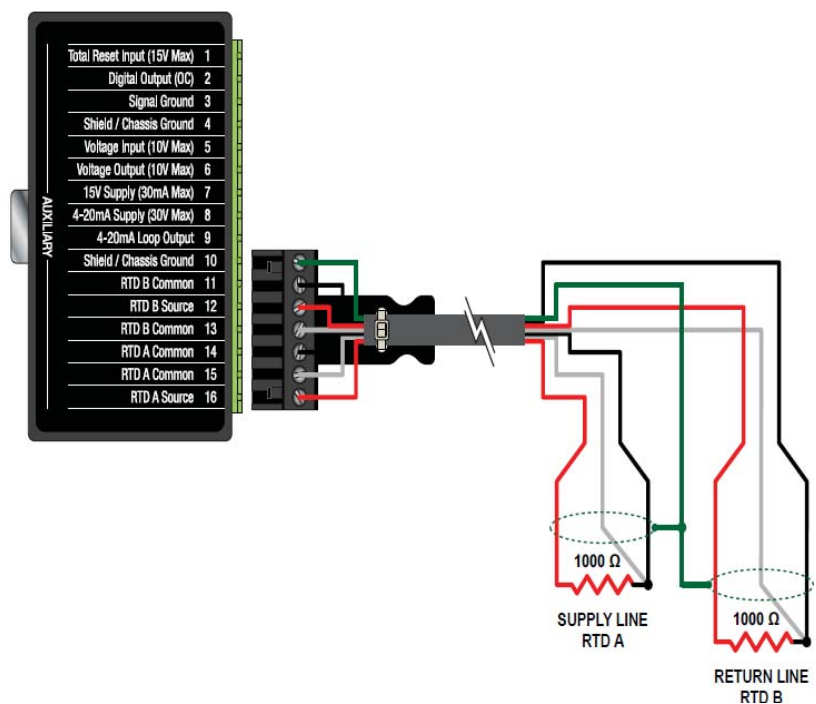 AUXILIARY
Total Reset Input (15V Max) 1
Digital Output (OC) 2
Signal Ground 3
Shield / Chassis Ground 4
Voltage Input (10V Max) 5
Voltage Output (10V Max) 6
15V Supply (30mA Max) 7
4-20mA Supply (30V Max) 8
4-20mA Loop Output 9
Shield / Chassis Ground 10
RTD B Common 11
RTD B Source 12
RTD B Common 13
RTD A Common 14
RTD A Common 15
RTD A Source 16
1000 Ω
SUPPLY LINE
RTD A
1000 Ω
RETURN LINE
RTD B